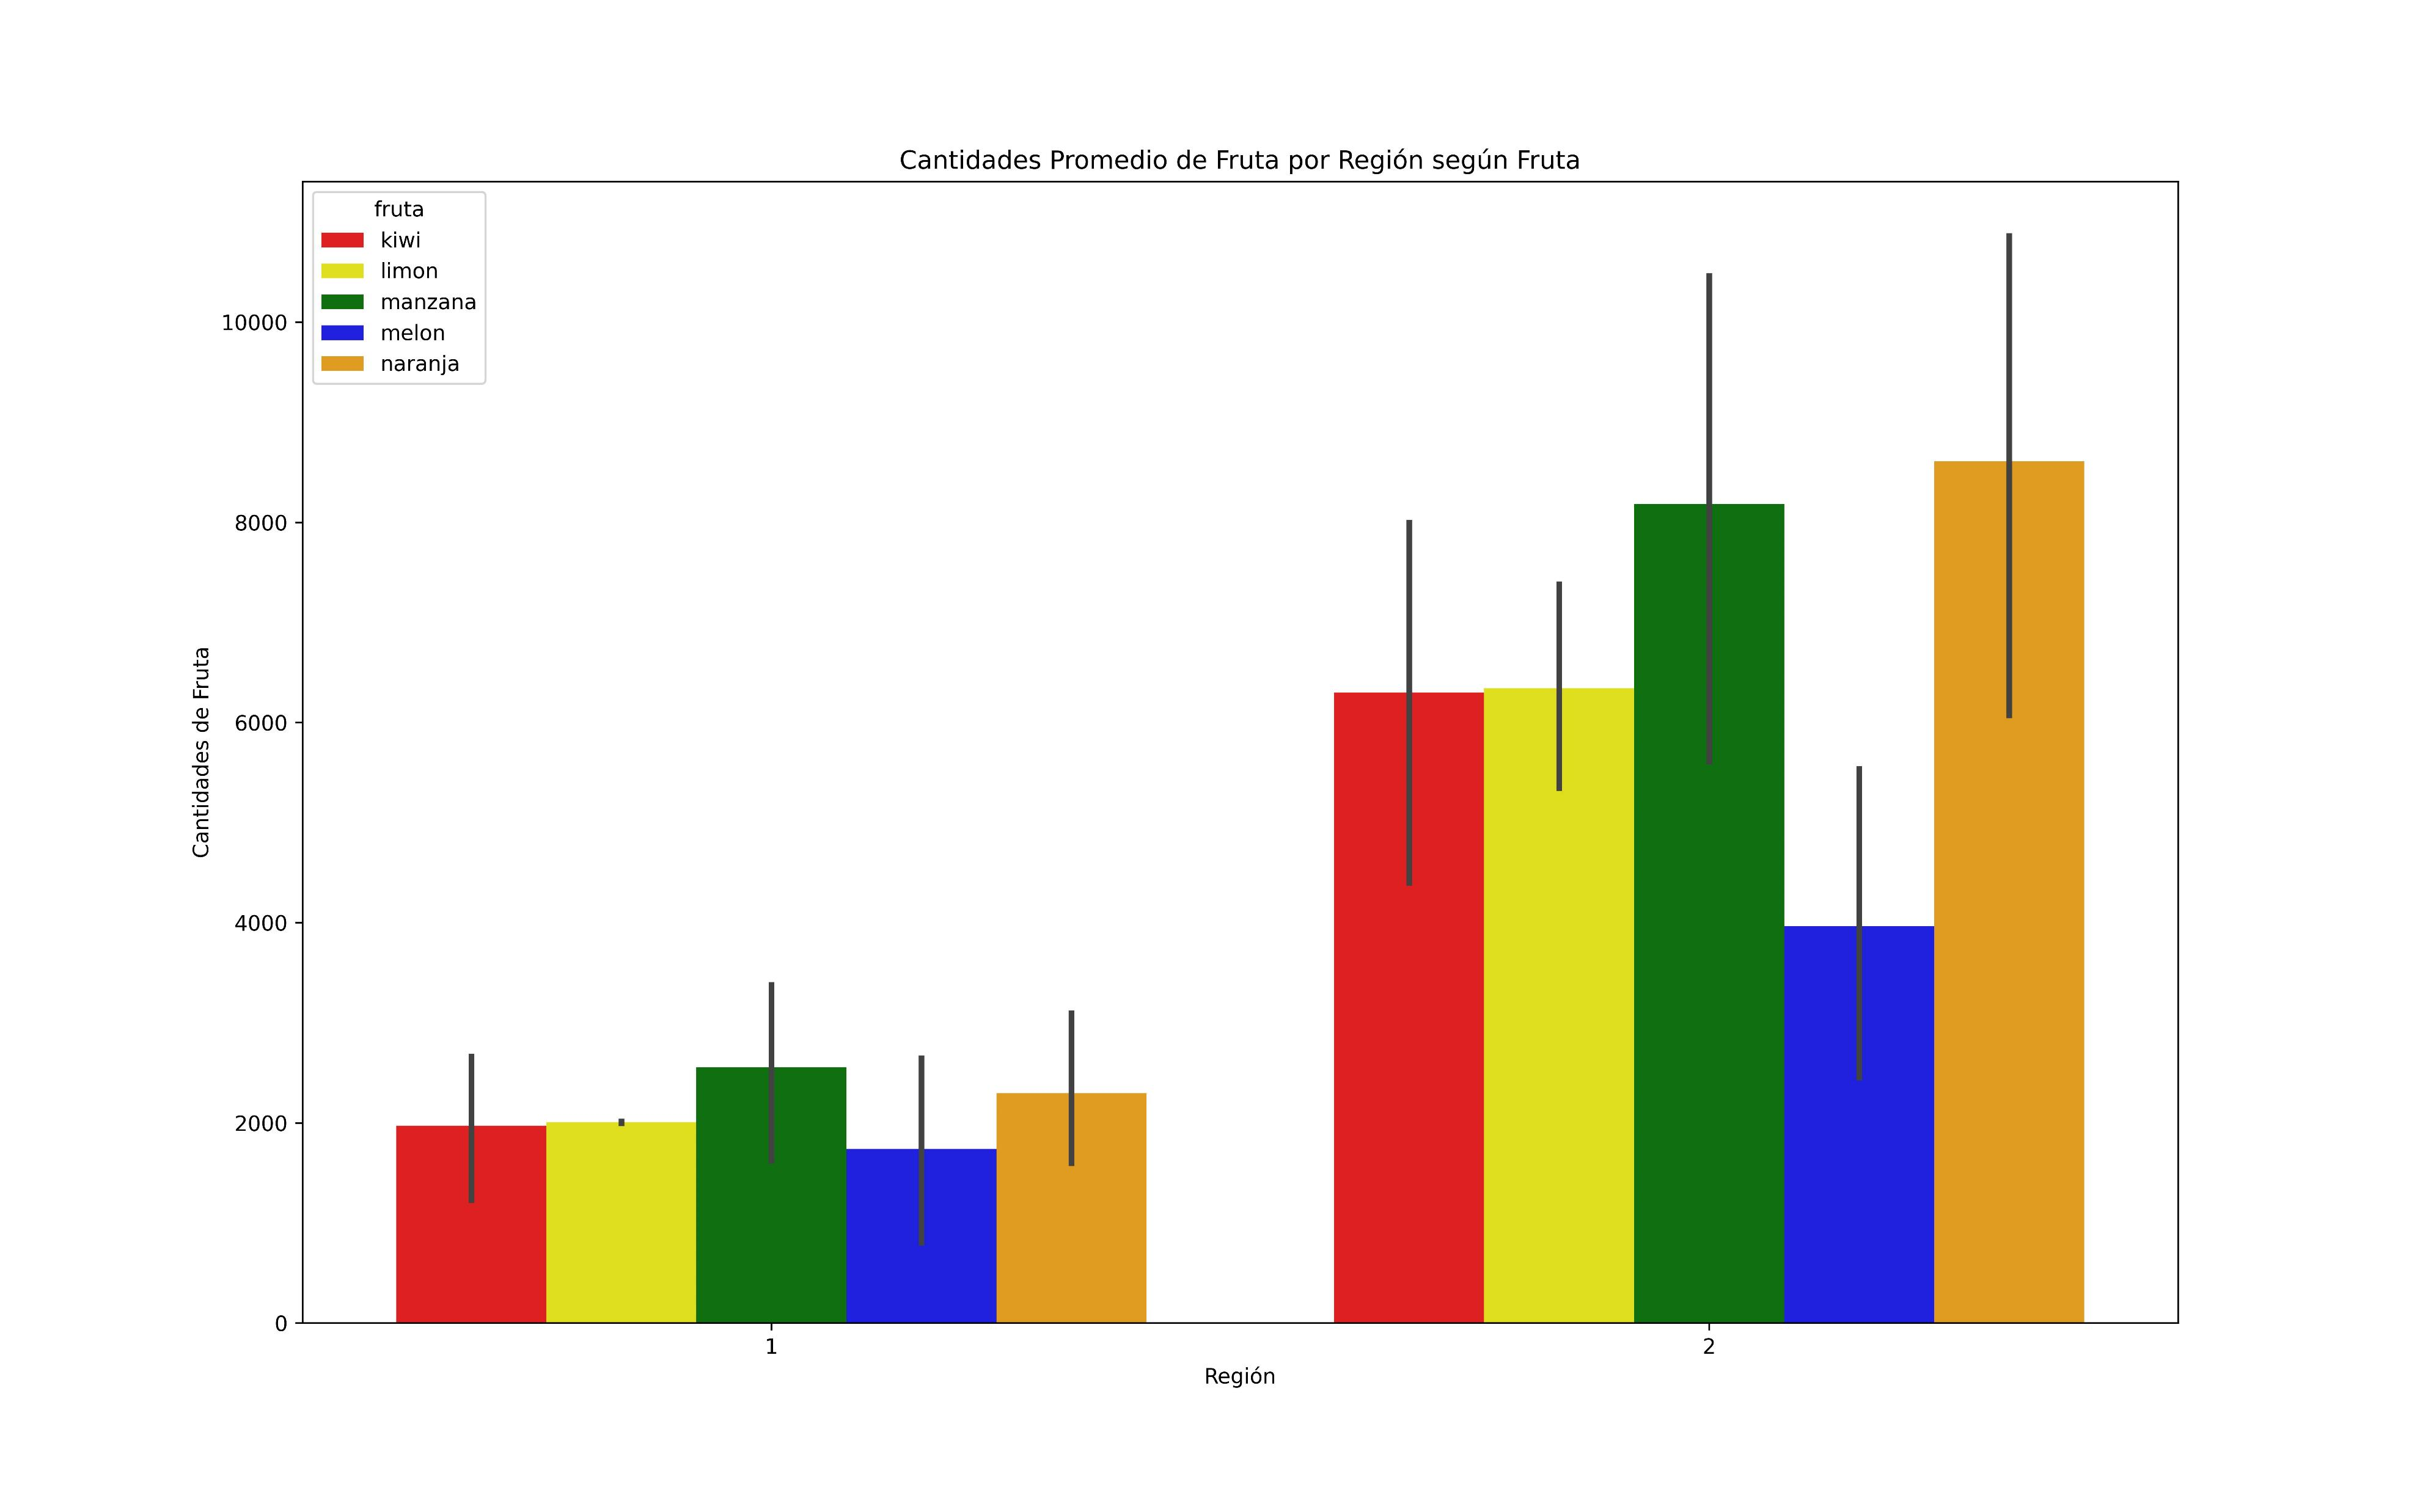 Cantidades Promedio de Fruta por Región según Fruta
fruta
kiwi
limon
manzana
melon
naranja
10000
8000
6000
4000
2000
0
Cantidades de Fruta
1
2
Región